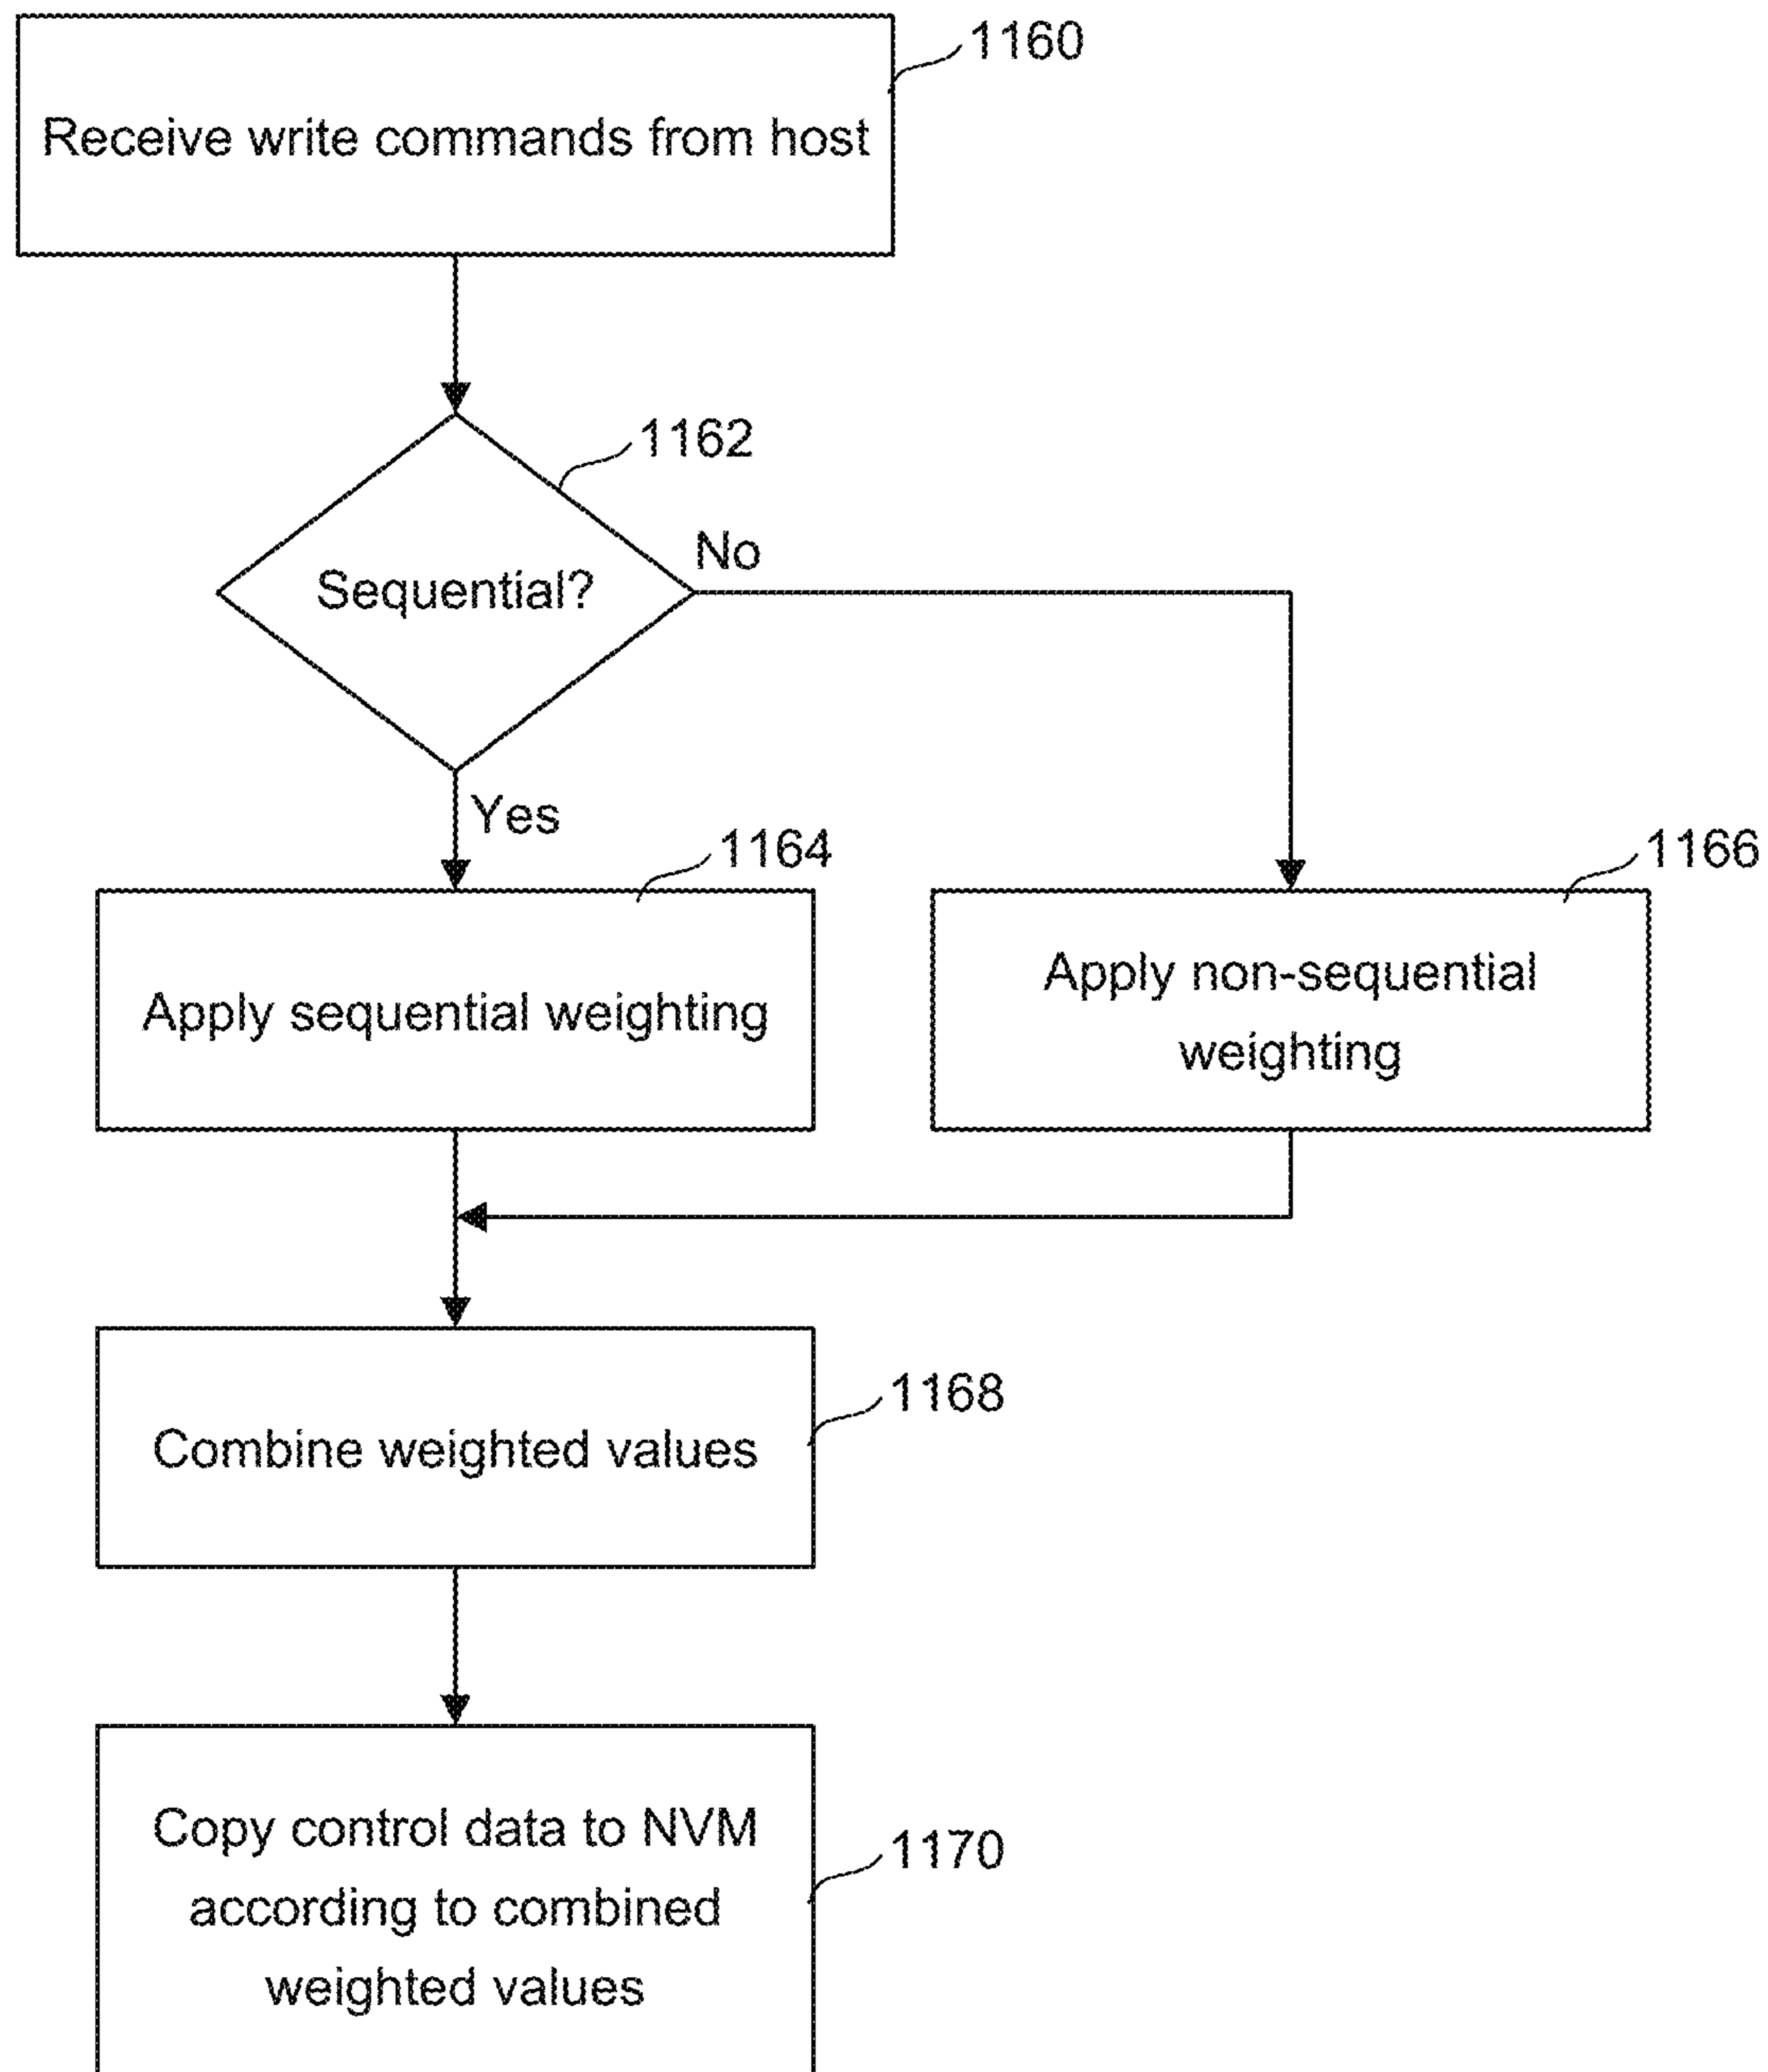 1160
Receive write commands from host
1162
No
Sequential?
Yes
1164
1166
Apply sequential weighting
Apply non-sequential
weighting
1168
Combine weighted values
Copy control data to NVM
1170
according to combined
weighted values